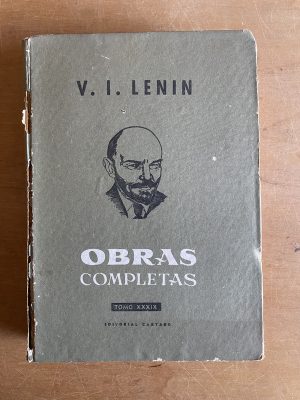 V. I. LENIN
OBRAS
COMPLETAS
TOMO XXXIX
EDITORIAL CARTAGO